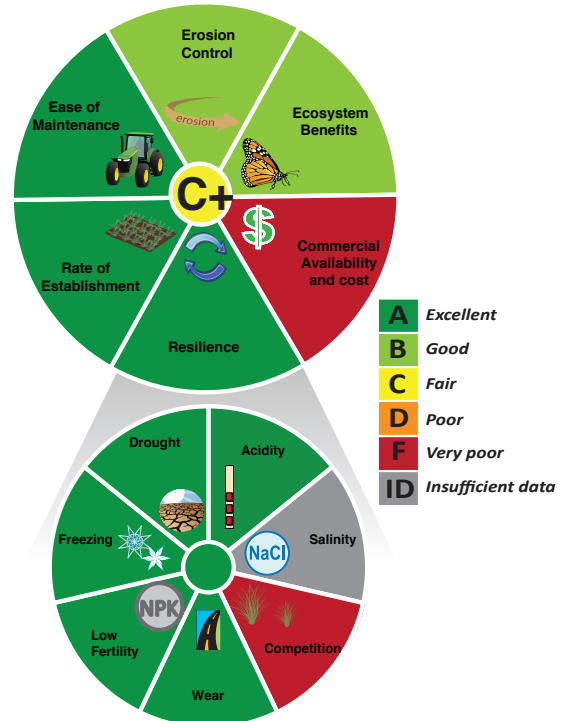 Erosion
Control
erosion
Ease of
Maintenance
Ecosystem
Benefits
C+
$
Rate of
Establishment
Commercial
Availability
and cost
Resilience
A Excellent
B Good
C Fair
D Poor
F Very poor
ID Insufficient data
Drought
Acidity
Freezing
NaCl
Salinity
NPK
Low
Fertility
Competition
Wear